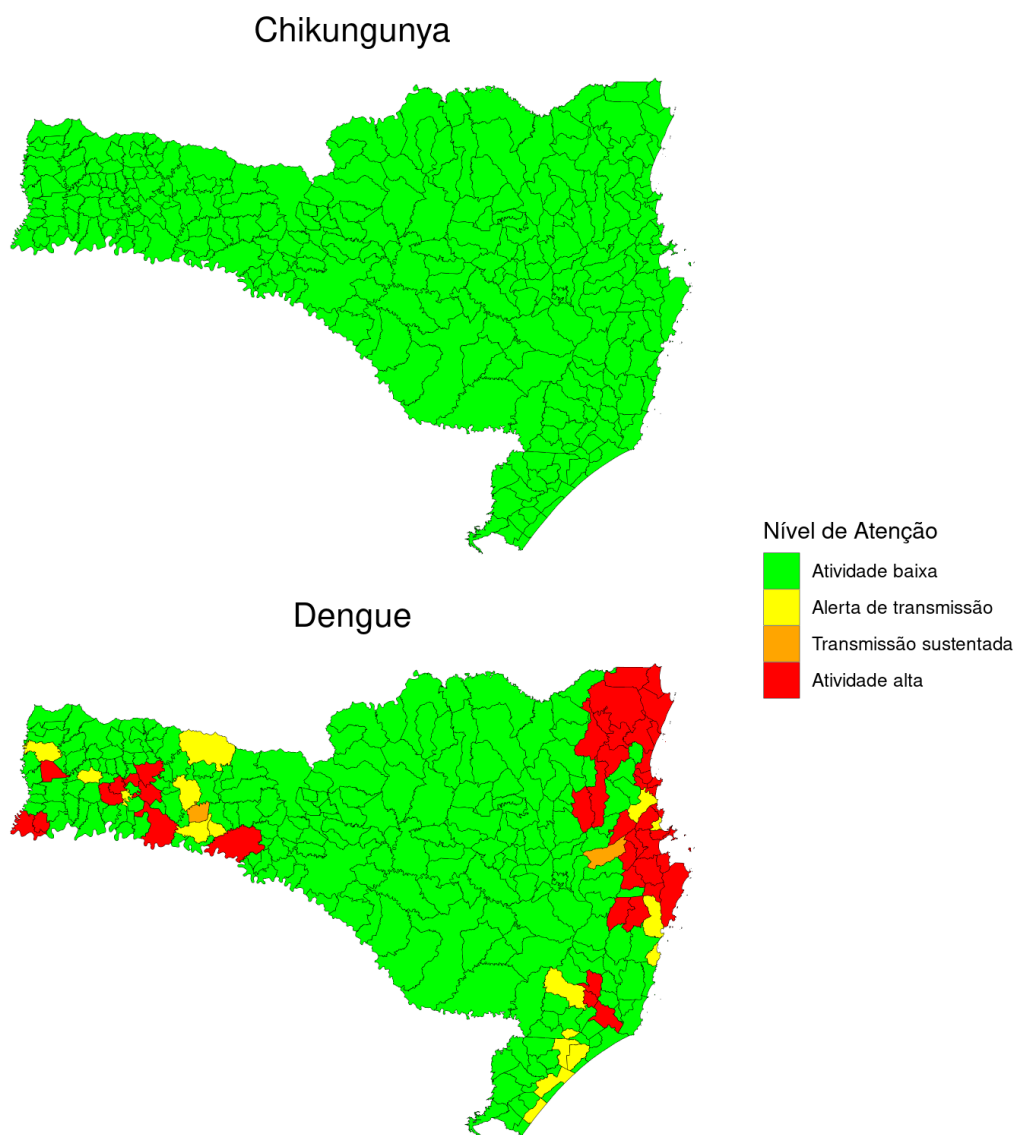 Chikungunya
Nível de Atenção
Atividade baixa
Alerta de transmissão
Transmissão sustentada
Atividade alta
Dengue